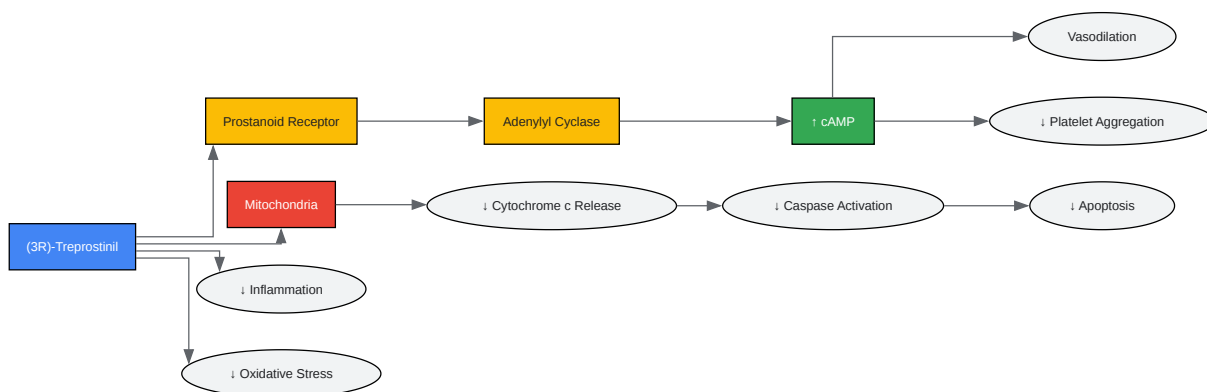 Vasodilation
Prostanoid Receptor
Adenylyl Cyclase
↑ cAMP
↓ Platelet Aggregation
Mitochondria
↓ Cytochrome c Release
↓ Caspase Activation
↓ Apoptosis
(3R)-Treprostinil
↓ Inflammation
↓ Oxidative Stress